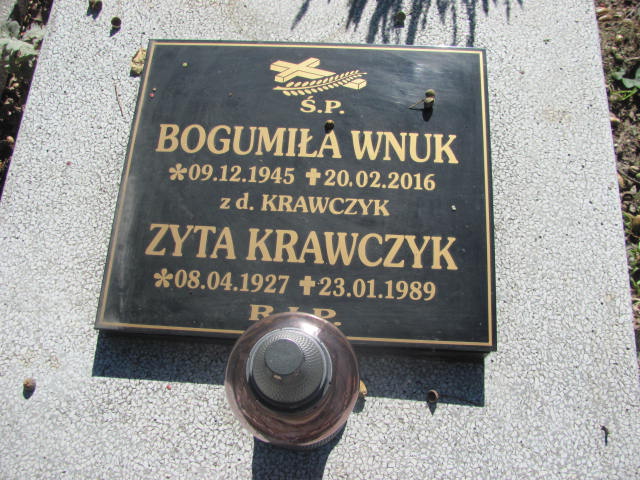 Ś.P.
BOGUMIŁA WNUK
*09.12.1945 ✝20.02.2016
z d. KRAWCZYK
ZYTA KRAWCZYK
*08.04.1927 ✝23.01.1989
R.I.P.